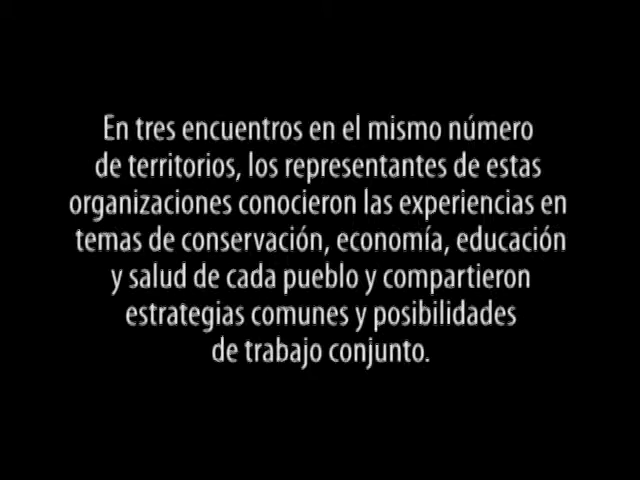 En tres encuentros en el mismo número
de territorios, los representantes de estas
organizaciones conocieron las experiencias en
temas de conservación, economía, educación
y salud de cada pueblo y compartieron
estrategias comunes y posibilidades
de trabajo conjunto.